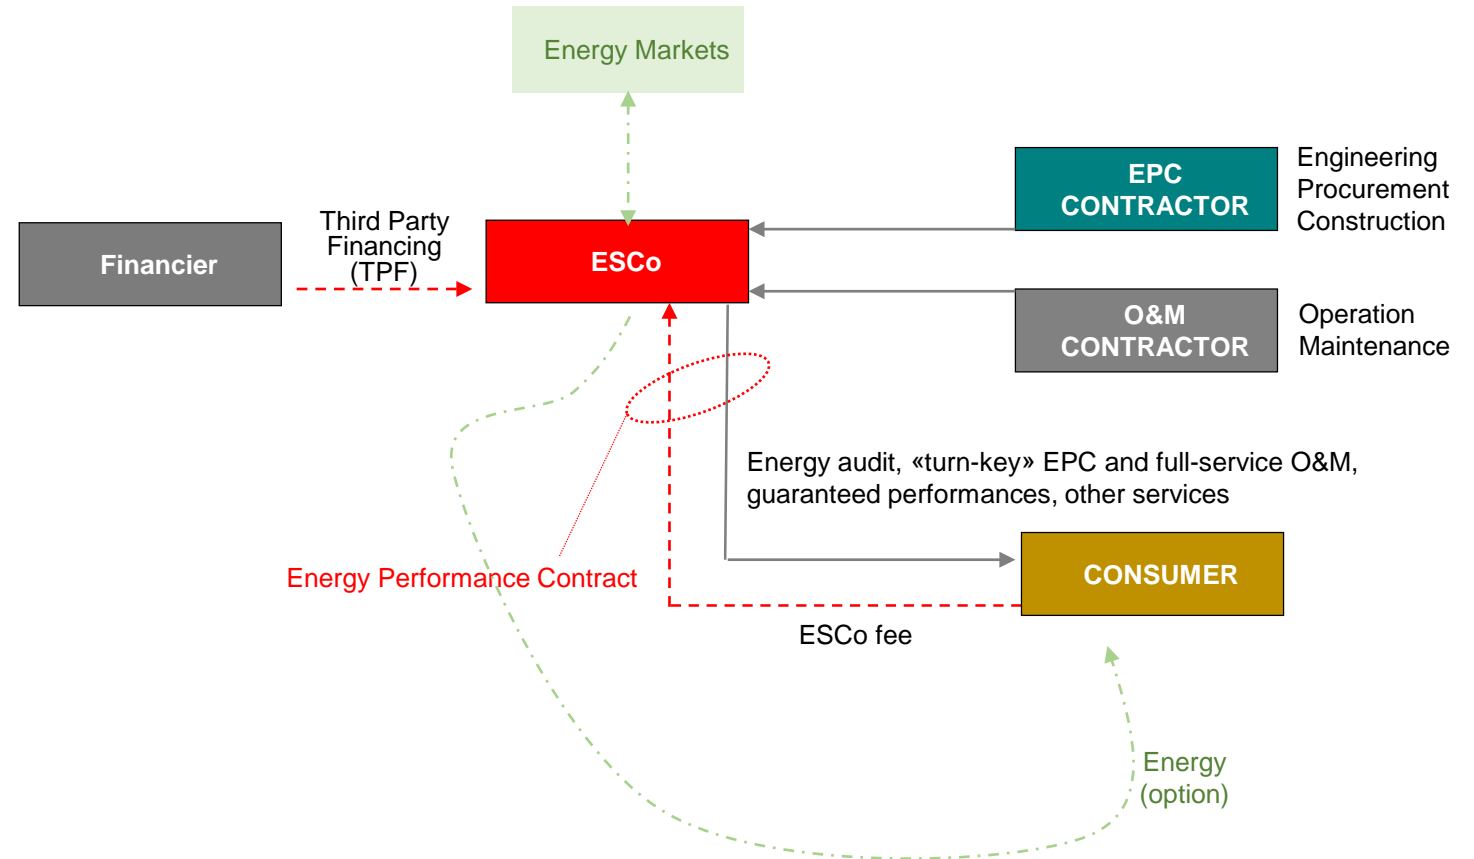 Energy Markets
EPC
CONTRACTOR
Engineering
Procurement
Construction
Third Party
Financing
(TPF)
Financier
ESCo
O&M
CONTRACTOR
Operation
Maintenance
Energy audit, «turn-key» EPC and full-service O&M,
guaranteed performances, other services
Energy Performance Contract
CONSUMER
ESCo fee
Energy
(option)